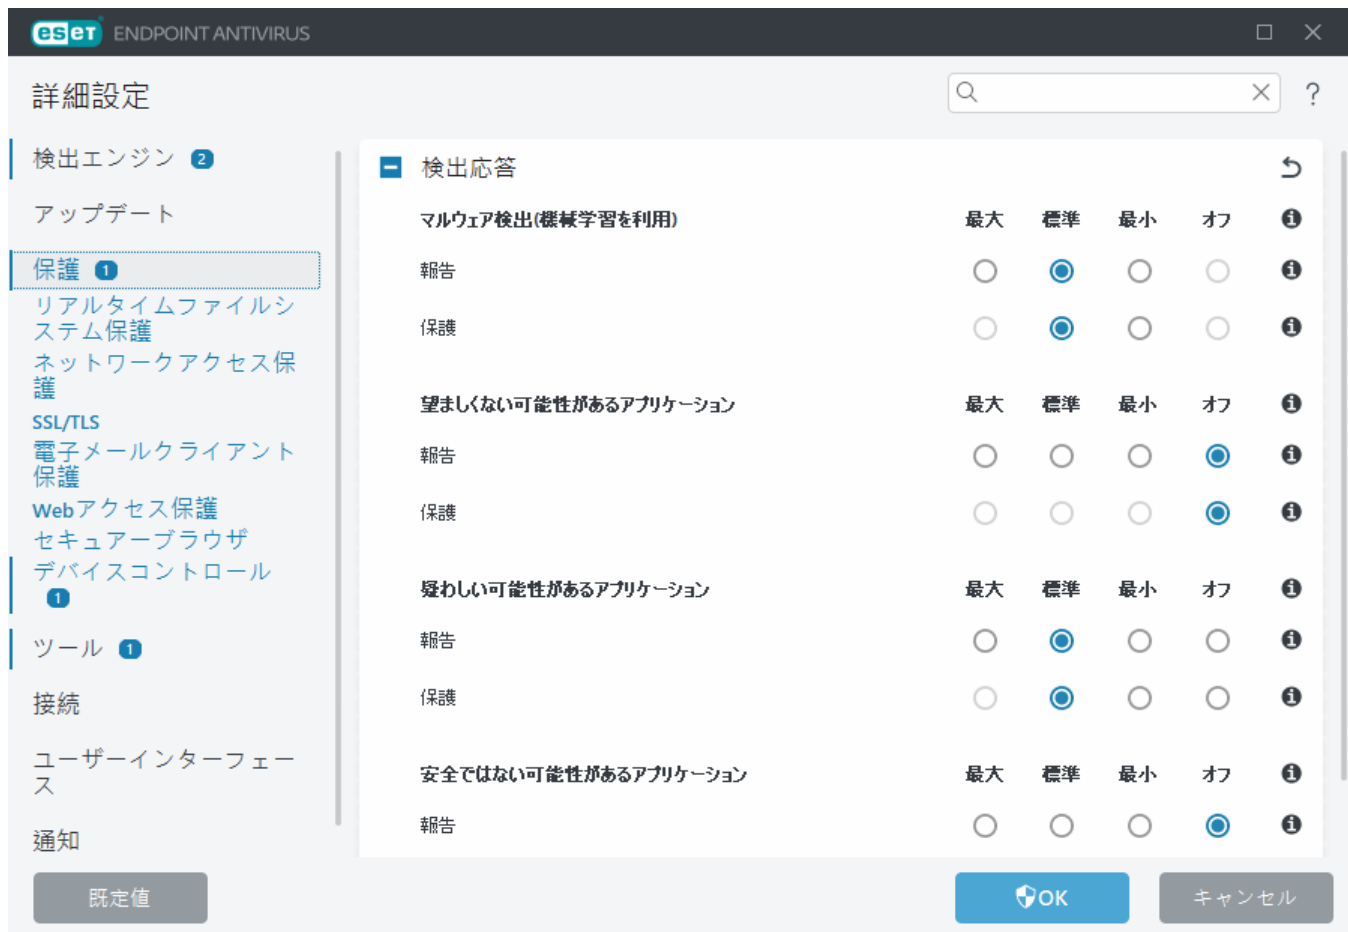 eset ENDPOINT ANTIVIRUS
詳細設定
?
検出エンジン 2
アップデート
保護 1
リアルタイムファイルシ
ステム保護
ネットワークアクセス保
護
SSL/TLS
電子メールクライアント
保護
Webアクセス保護
セキュアーブラウザ
デバイスコントロール
1
ツール 1
接続
ユーザーインターフェー
ス
通知
検出応答
マルウェア検出(機械学習を利用) 最大 標準 最小 オフ
報告
保護
望ましくない可能性があるアプリケーション 最大 標準 最小 オフ
報告
保護
疑わしい可能性があるアプリケーション 最大 標準 最小 オフ
報告
保護
安全ではない可能性があるアプリケーション 最大 標準 最小 オフ
報告
既定値
OK
キャンセル